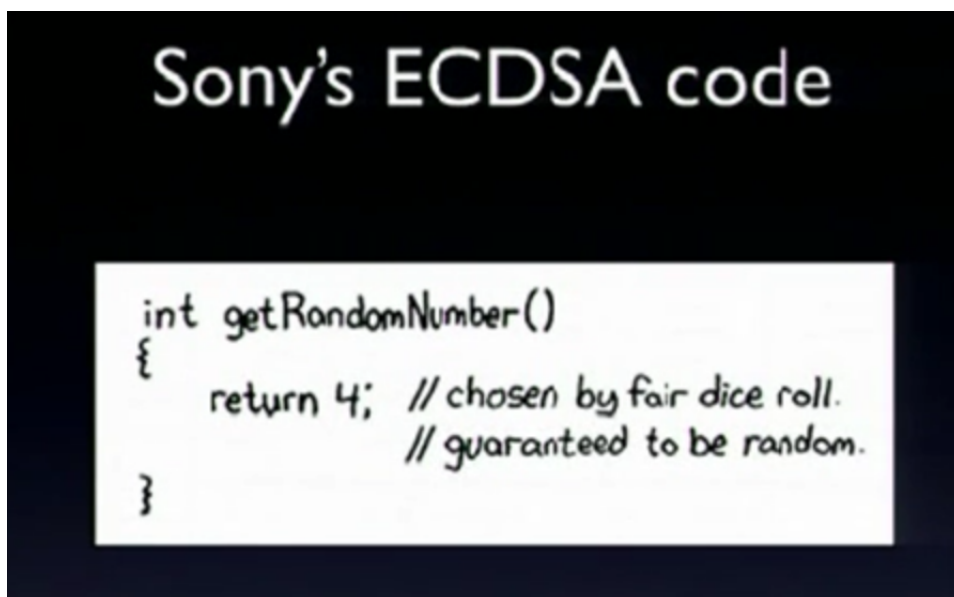 Sony's ECDSA code
int getRandomNumber()
{
return 4; // chosen by fair dice roll.
// guaranteed to be random.
}